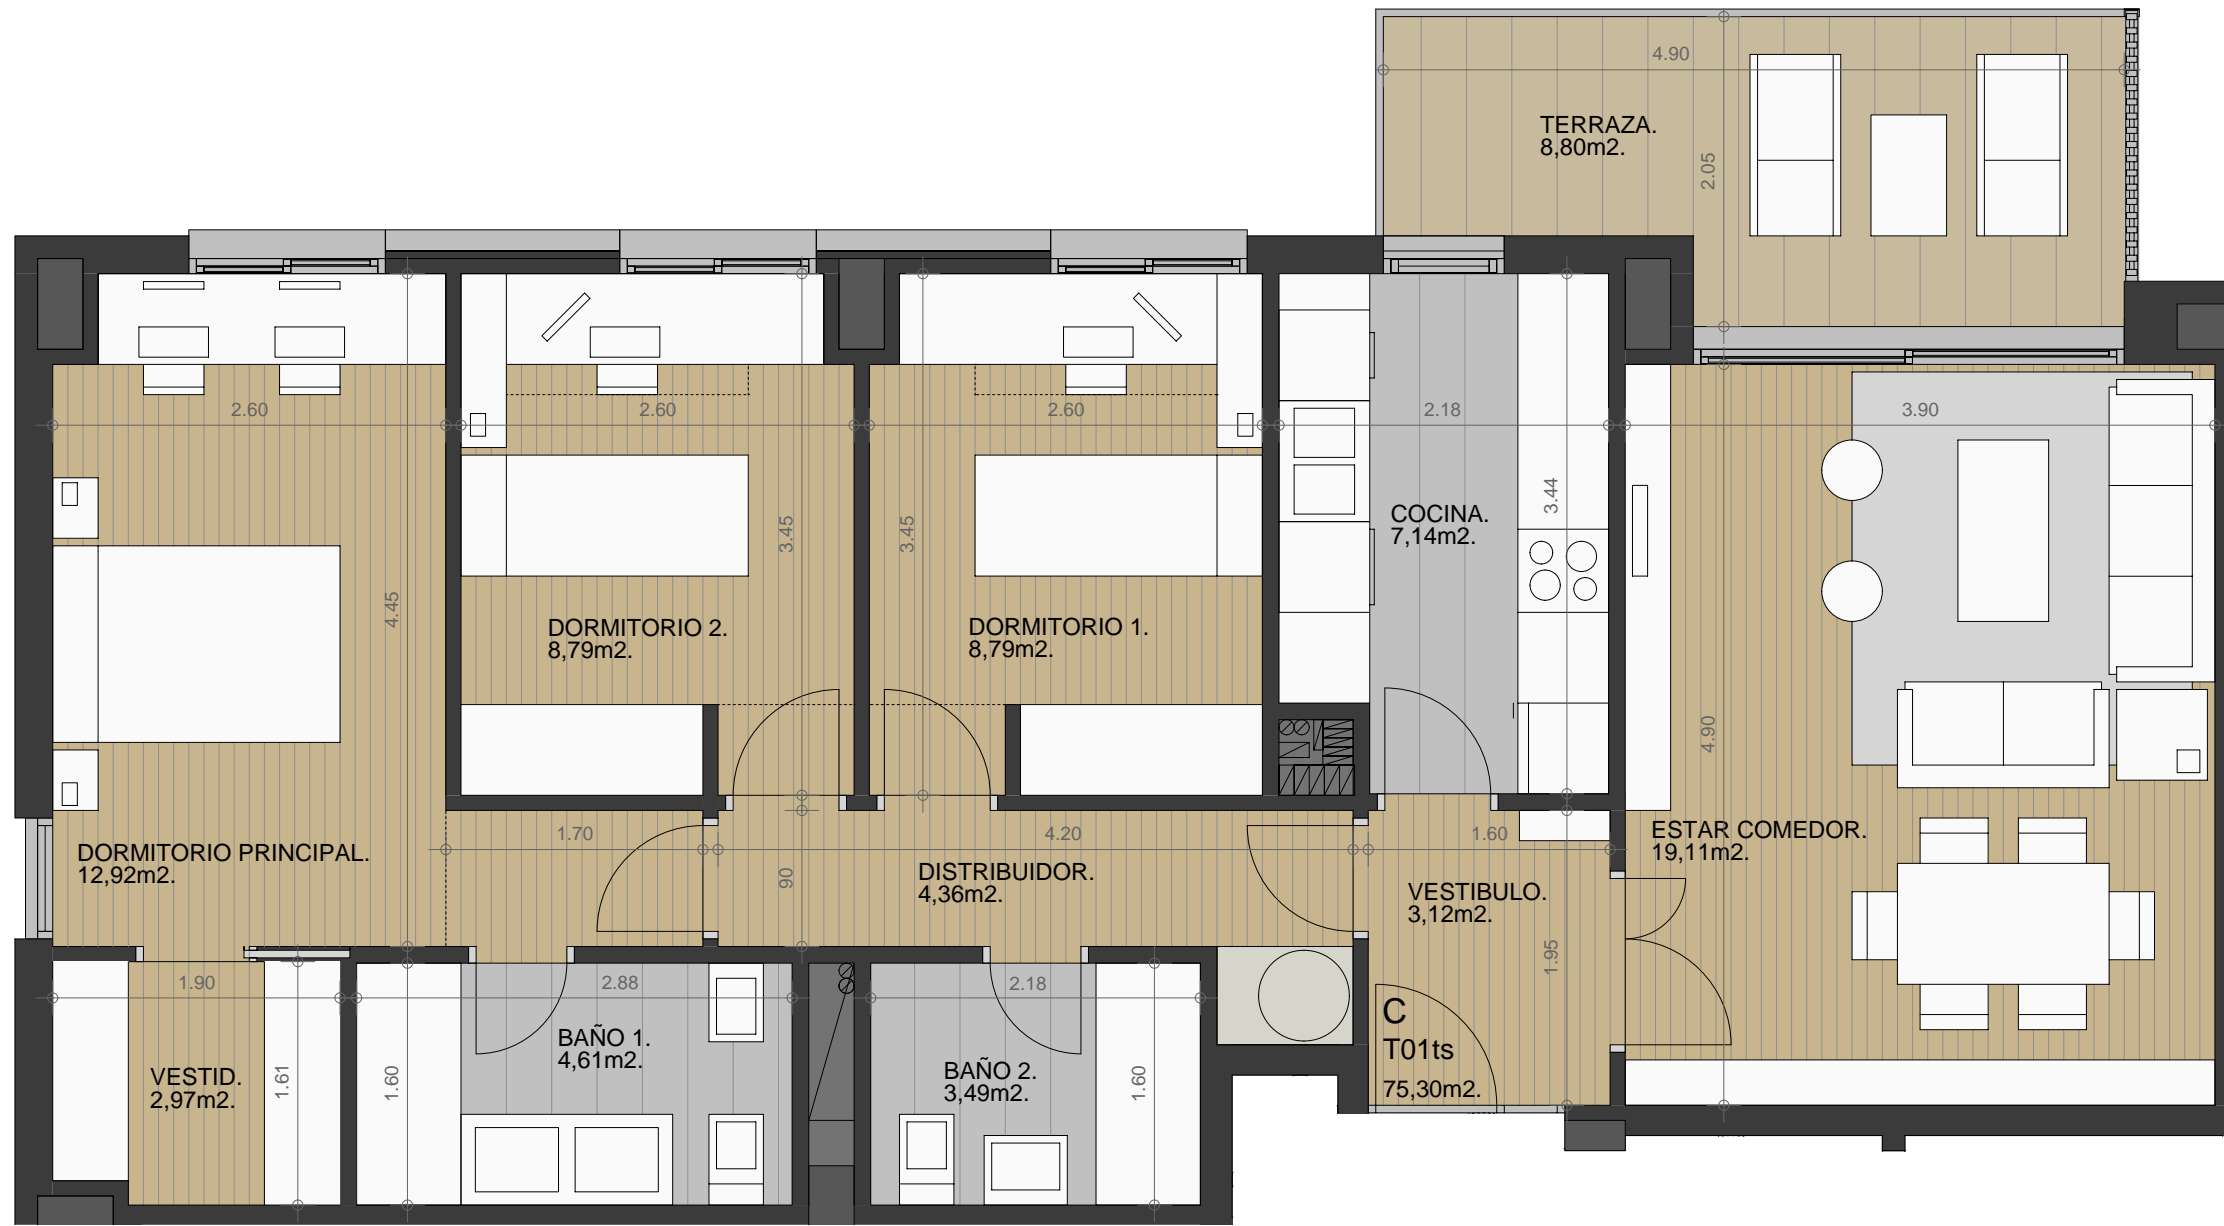 4.90
TERRAZA.
8,80m2.
2.05
2.60
2.60
2.60
2.18
3.90
4.45
3.45
3.45
3.44
COCINA.
7,14m2.
DORMITORIO 2.
8,79m2.
DORMITORIO 1.
8,79m2.
4.90
DORMITORIO PRINCIPAL.
12,92m2.
1.70
90
4.20
DISTRIBUIDOR.
4,36m2.
1.60
VESTIBULO.
3,12m2.
1.95
ESTAR COMEDOR.
19,11m2.
1.90
VESTID.
2,97m2.
1.61
2.88
1.60
BAÑO 1.
4,61m2.
2.18
BAÑO 2.
3,49m2.
1.60
C
T01ts
75,30m2.